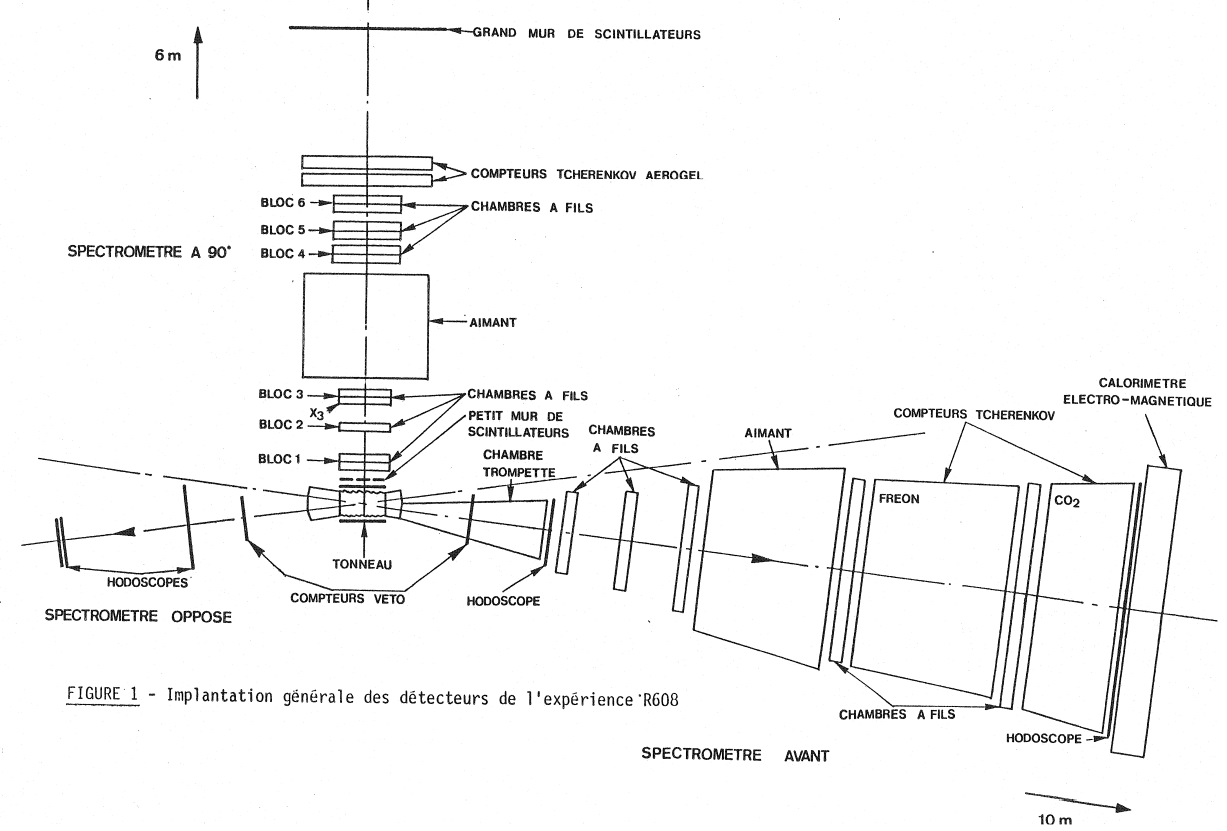 GRAND MUR DE SCINTILLATEURS
6 m
COMPTEURS TCHERENKOV AEROGEL
BLOC 6
CHAMBRES A FILS
BLOC 5
SPECTROMETRE A 90°
BLOC 4
AIMANT
BLOC 3
CHAMBRES A FILS
X3
BLOC 2
PETIT MUR DE
SCINTILLATEURS
BLOC 1
CHAMBRE
TROMPETTE
CHAMBRES
A FILS
AIMANT
COMPTEURS TCHERENKOV
CALORIMETRE
ELECTRO-MAGNETIQUE
FREON
CO2
TONNEAU
HODOSCOPES
COMPTEURS VETO
HODOSCOPE
SPECTROMETRE OPPOSE
FIGURE 1 - Implantation générale des détecteurs de l'expérience R608
CHAMBRES A FILS
HODOSCOPE
SPECTROMETRE AVANT
10 m